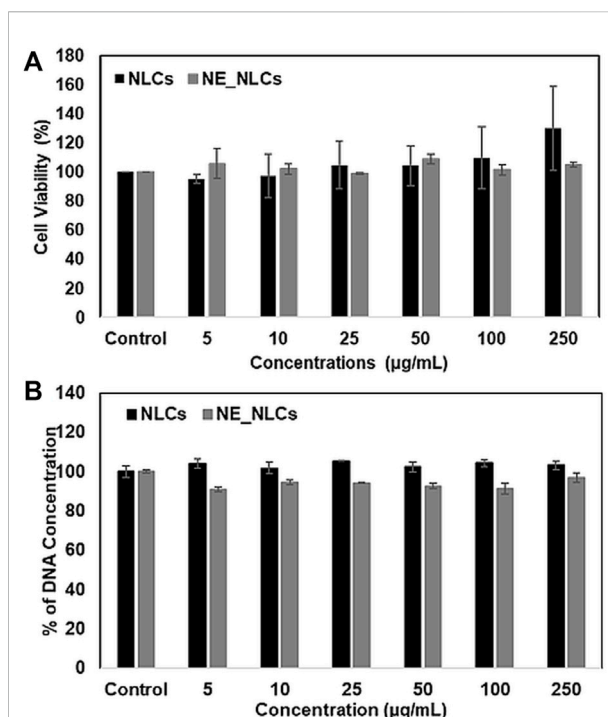 A
180
160
140
120
100
80
60
40
20
0
Cell Viability (%)
NLCs NE_NLCs
Control 5 10 25 50 100 250
Concentrations (µg/mL)
B
140
120
100
80
60
40
20
0
% of DNA Concentration
NLCs NE_NLCs
Control 5 10 25 50 100 250
Concentration (µg/mL)